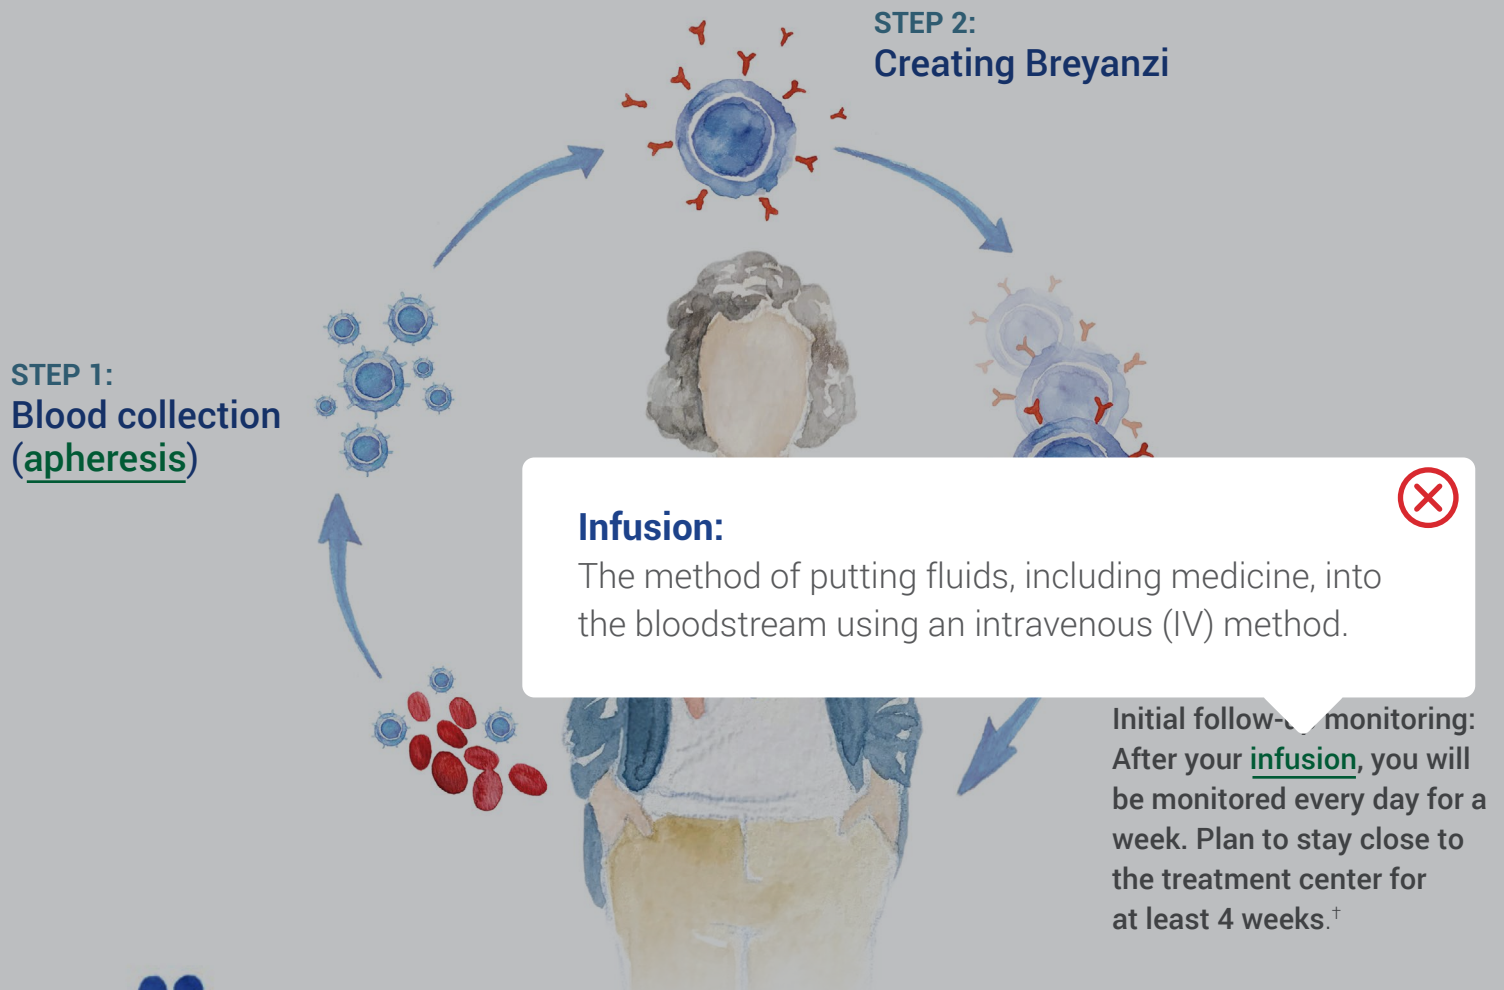 STEP 2:
Creating Breyanzi
STEP 1:
Blood collection
(apheresis)
Infusion:
The method of putting fluids, including medicine, into
the bloodstream using an intravenous (IV) method.
Initial follow- monitoring:
After your infusion, you will
be monitored every day for a
week. Plan to stay close to
the treatment center for
at least 4 weeks.†